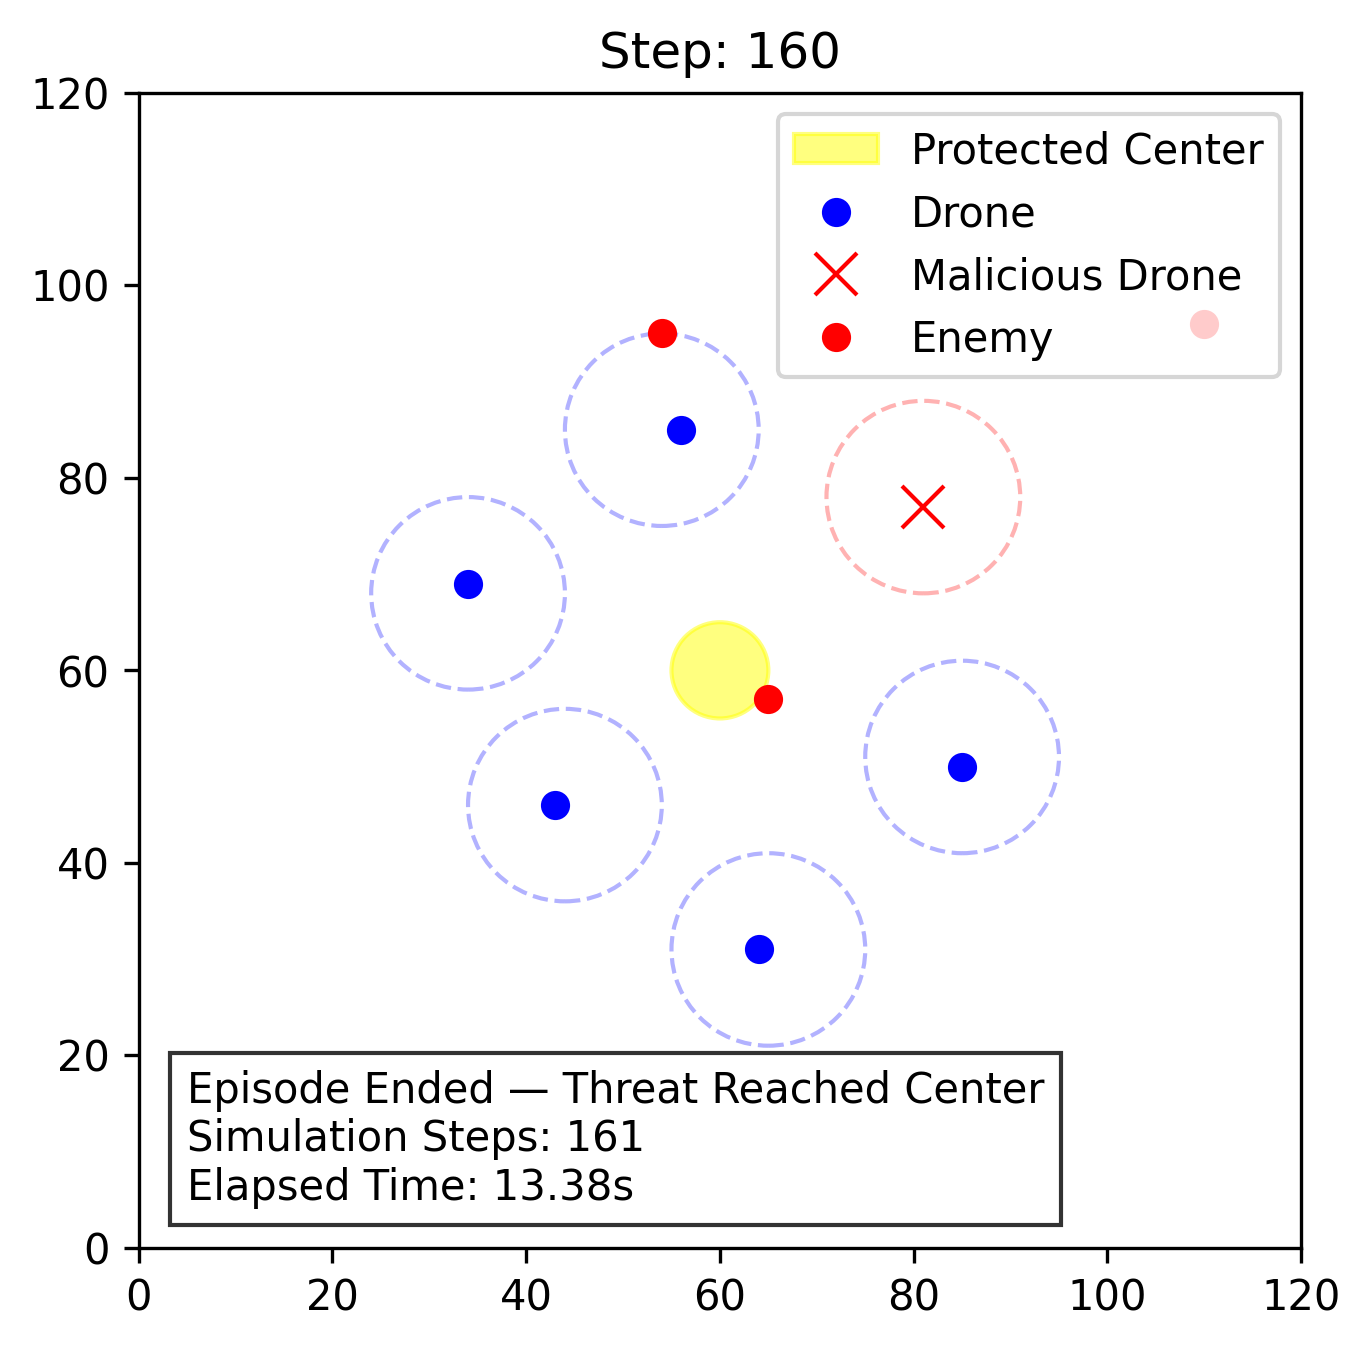 Step: 160
120
100
80
60
40
20
0
Protected Center
Drone
Malicious Drone
Enemy
Episode Ended — Threat Reached Center
Simulation Steps: 161
Elapsed Time: 13.38s
0 20 40 60 80 100 120